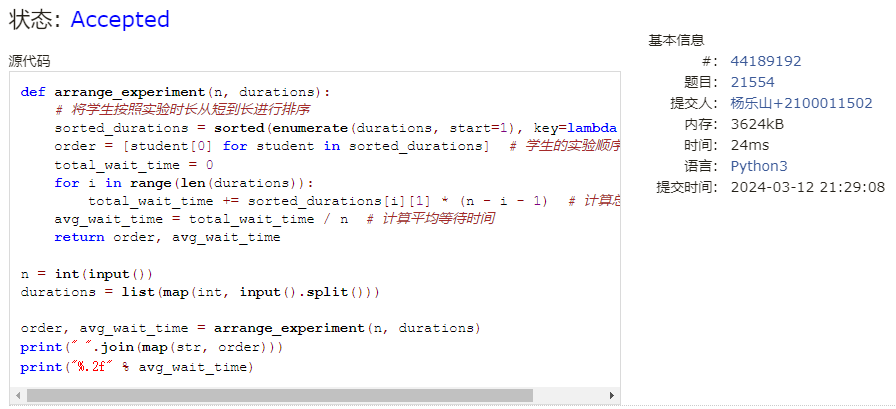 状态: Accepted
源代码
def arrange_experiment(n, durations):
    # 将学生按照实验时长从短到长进行排序
    sorted_durations = sorted(enumerate(durations, start=1), key=lambda
    order = [student[0] for student in sorted_durations]  # 学生的实验顺序
    total_wait_time = 0
    for i in range(len(durations)):
        total_wait_time += sorted_durations[i][1] * (n - i - 1)  # 计算总
    avg_wait_time = total_wait_time / n  # 计算平均等待时间
    return order, avg_wait_time
n = int(input())
durations = list(map(int, input().split()))
order, avg_wait_time = arrange_experiment(n, durations)
print(" ".join(map(str, order)))
print("%.2f" % avg_wait_time)
基本信息
#: 44189192
题目: 21554
提交人: 杨乐山+2100011502
内存: 3624kB
时间: 24ms
语言: Python3
提交时间: 2024-03-12 21:29:08